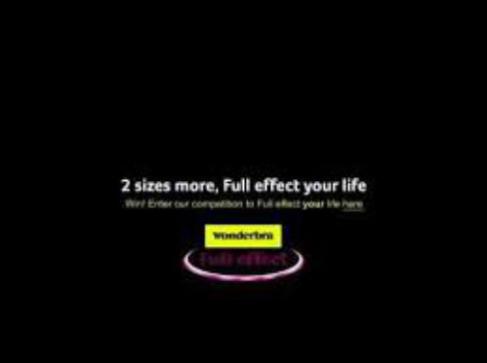 2 sizes more, Full effect your life
Win! Enter our competition to Full effect your life here
wonderbra
Full effect